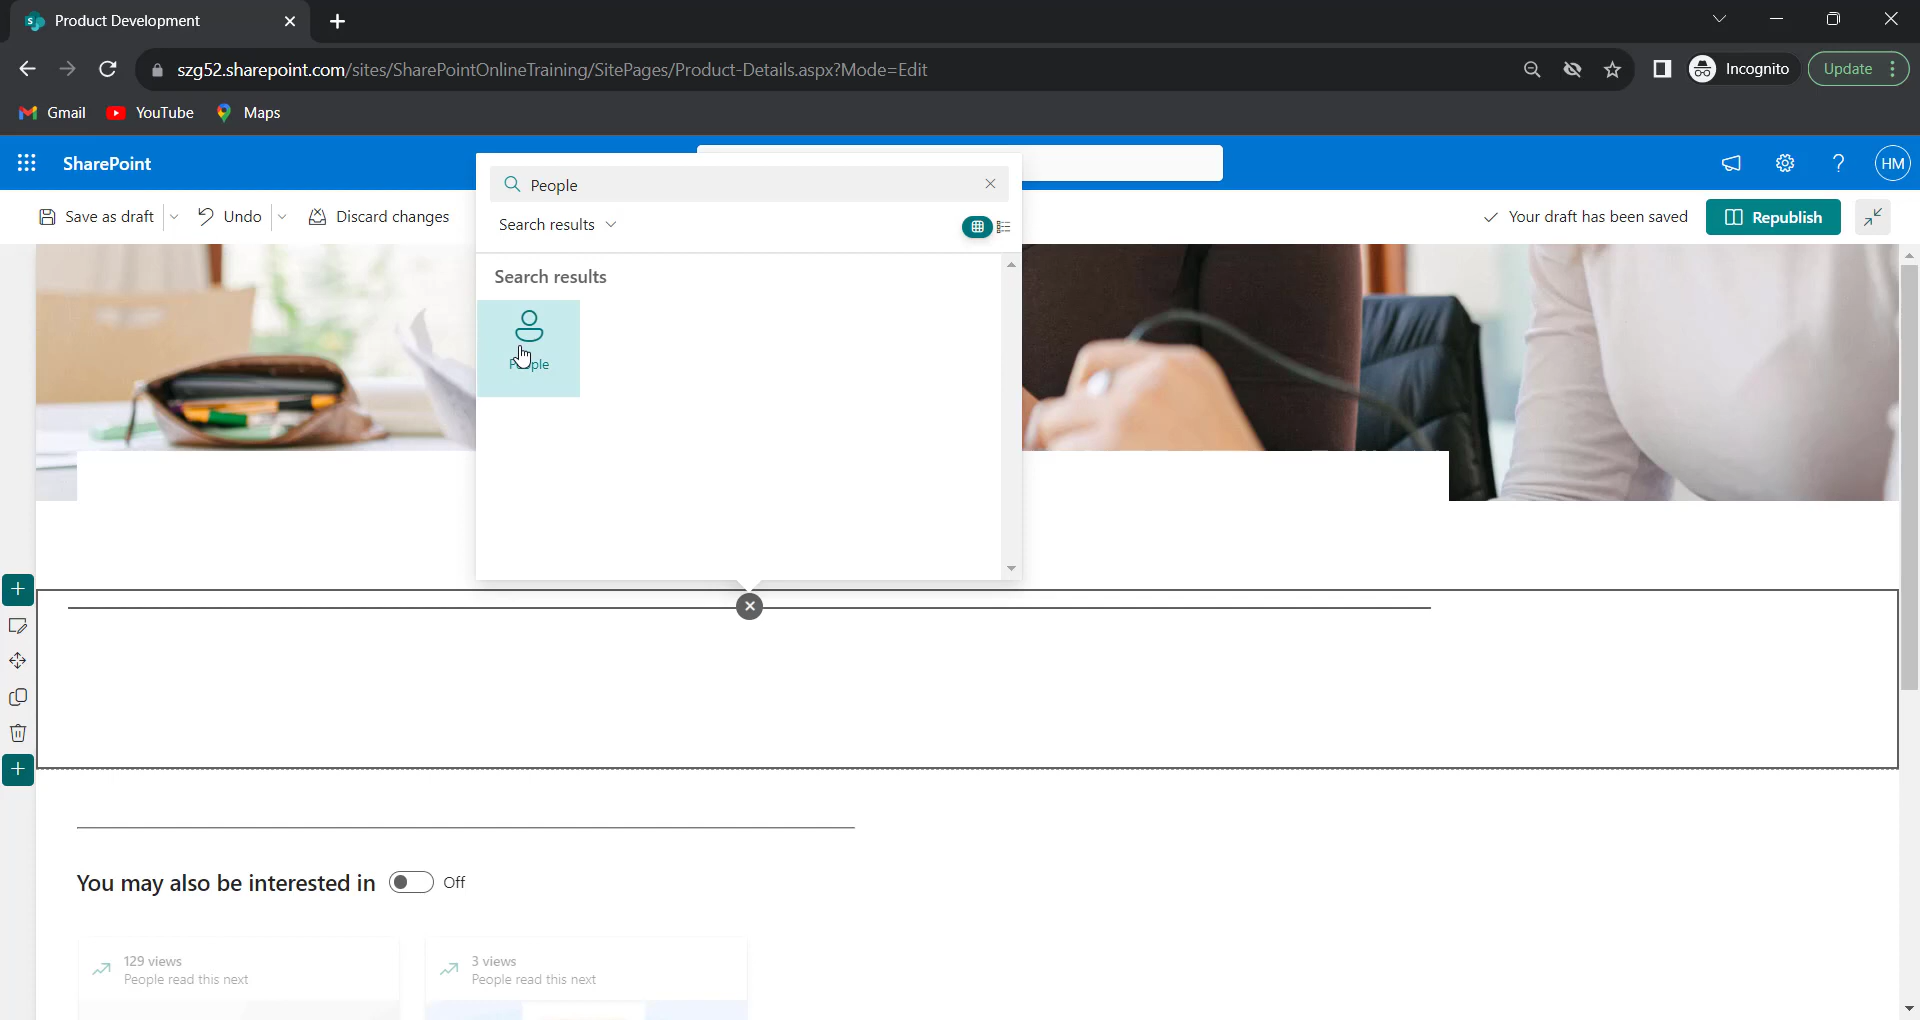 Product Development
szg52.sharepoint.com/sites/SharePointOnlineTraining/SitePages/Product-Details.aspx?Mode=Edit
Incognito
Update
Gmail
YouTube
Maps
SharePoint
HM
People
Save as draft
Undo
Discard changes
Search results
Your draft has been saved
Republish
Search results
People
You may also be interested in
Off
129 views
People read this next
3 views
People read this next